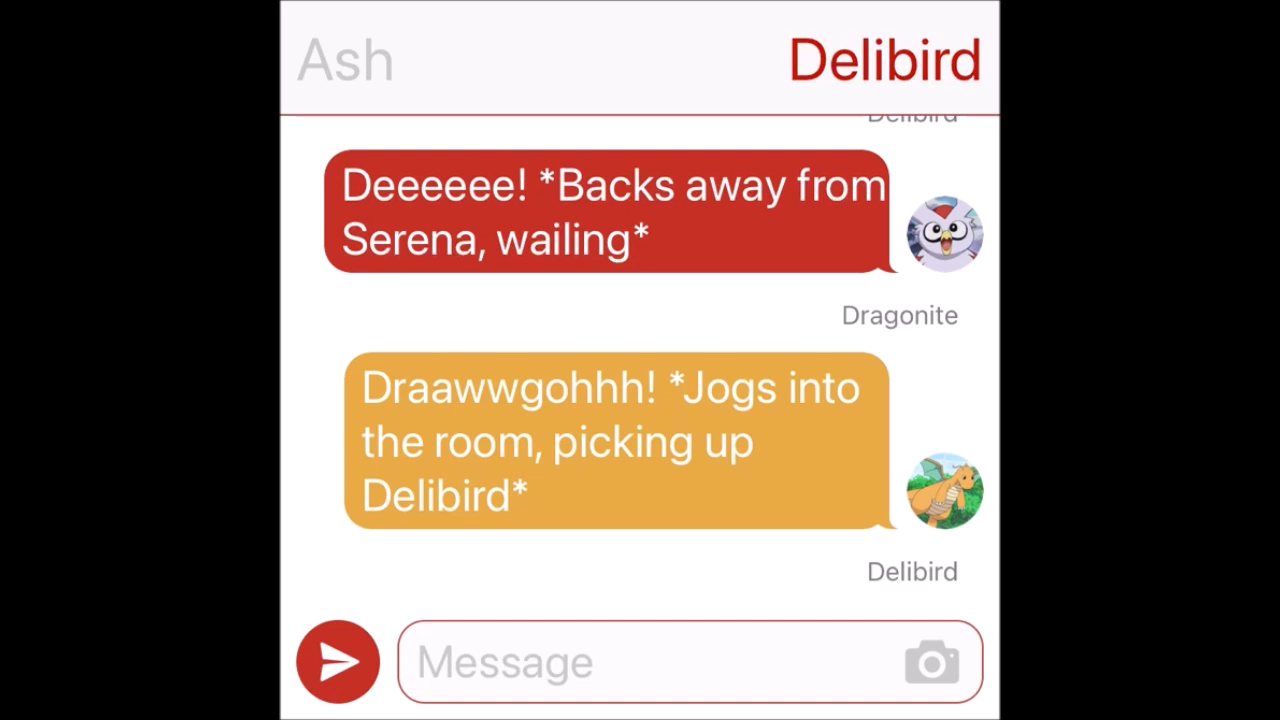 Ash Delibird
Delibird
Deeeeee! *Backs away from
Serena, wailing*
Dragonite
Draawwgohhh! *Jogs into
the room, picking up
Delibird*
Delibird
Message